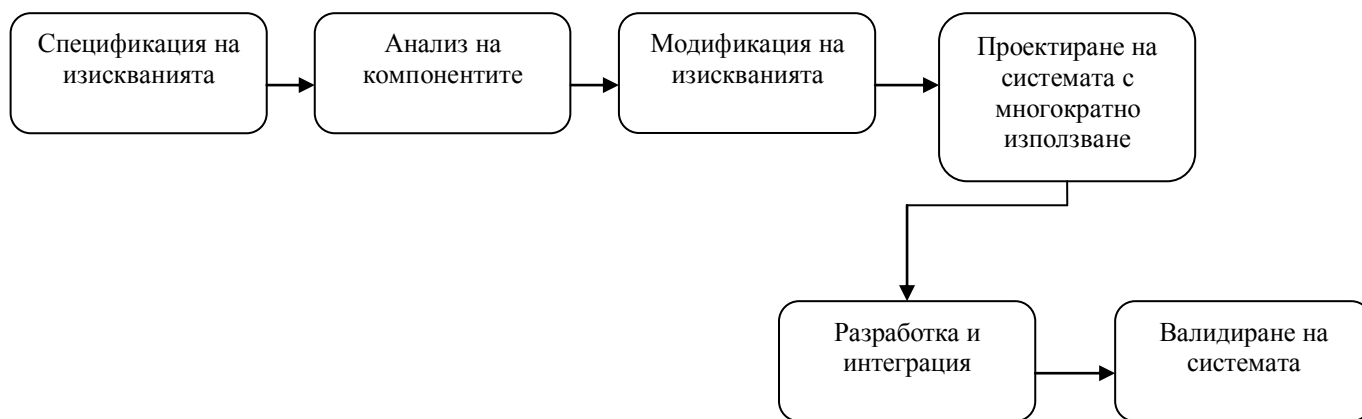 Спецификация на
изискванията
Анализ на
компонентите
Модификация на
изискванията
Проектиране на
системата с
многократно
използване
Разработка и
интеграция
Валидиране на
системата